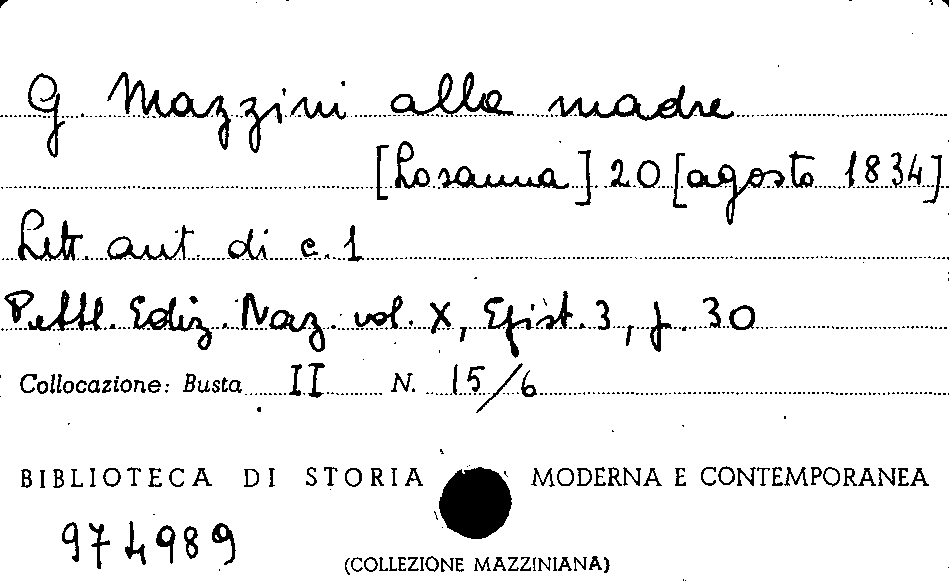 G. Mazzini alla madre
[Losanna] 20 [agosto 1834]
Lett. aut. di c. 1
Pubbl. Ediz. Naz. vol. X, Epist. 3, p. 30
Collocazione: Busta II N. 15/6
BIBLIOTECA DI STORIA MODERNA E CONTEMPORANEA
974989
(COLLEZIONE MAZZINIANA)